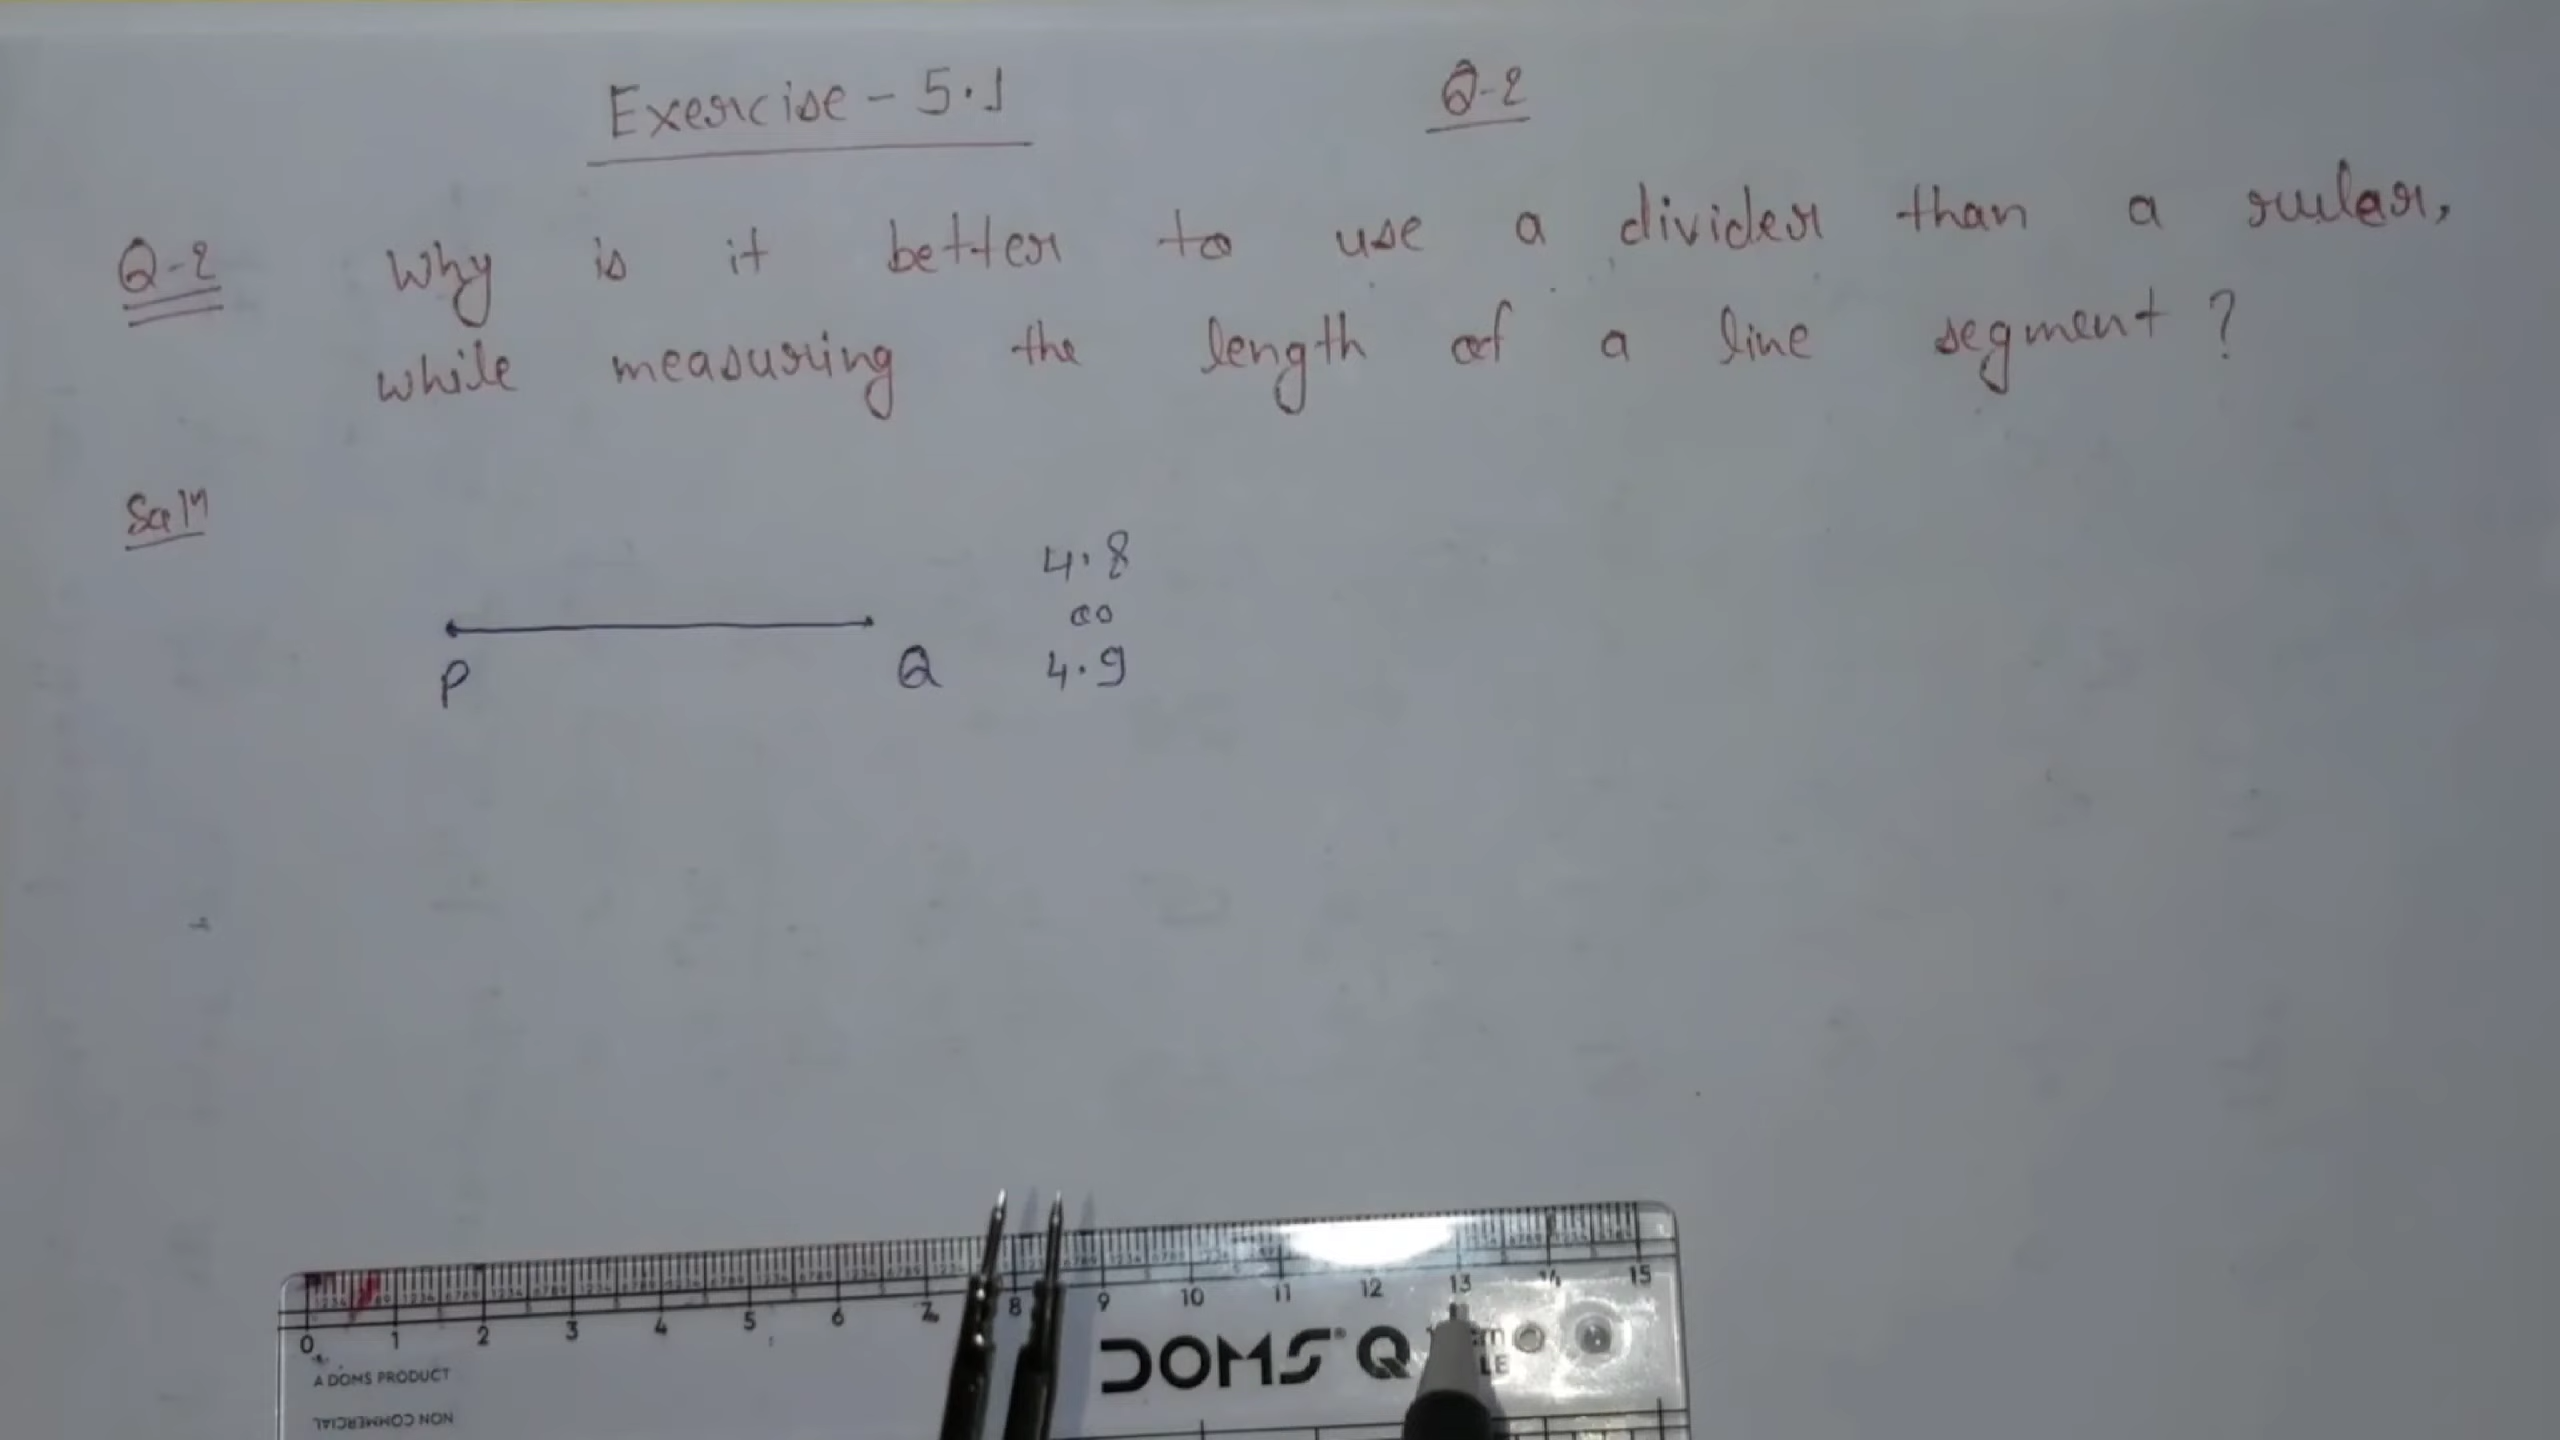 Exercise - 5.1
Q-2
Q-2 Why is it better to use a divider than a ruler,
while measuring the length of a line segment?
Soln
4.8
P Q
4.9
0 1 2 3 4 5 6 7 8 9 10 11 12 13 14 15
DOMS Q
A DOMS PRODUCT
NON COMMERCIAL